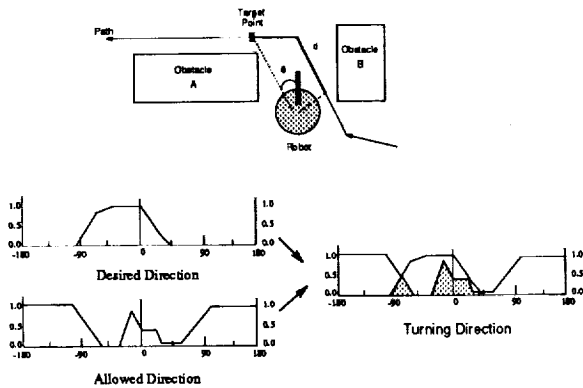 Target
Point
Path
d
Obstacle
A
Obstacle
B
θ
Robot
1.0
0.5
0.0
1.0
0.5
0.0
-180
-90
0
90
180
Desired Direction
1.0
0.5
0.0
1.0
0.5
0.0
-180
-90
0
90
180
Allowed Direction
1.0
0.5
0.0
1.0
0.5
0.0
-180
-90
0
90
180
Turning Direction